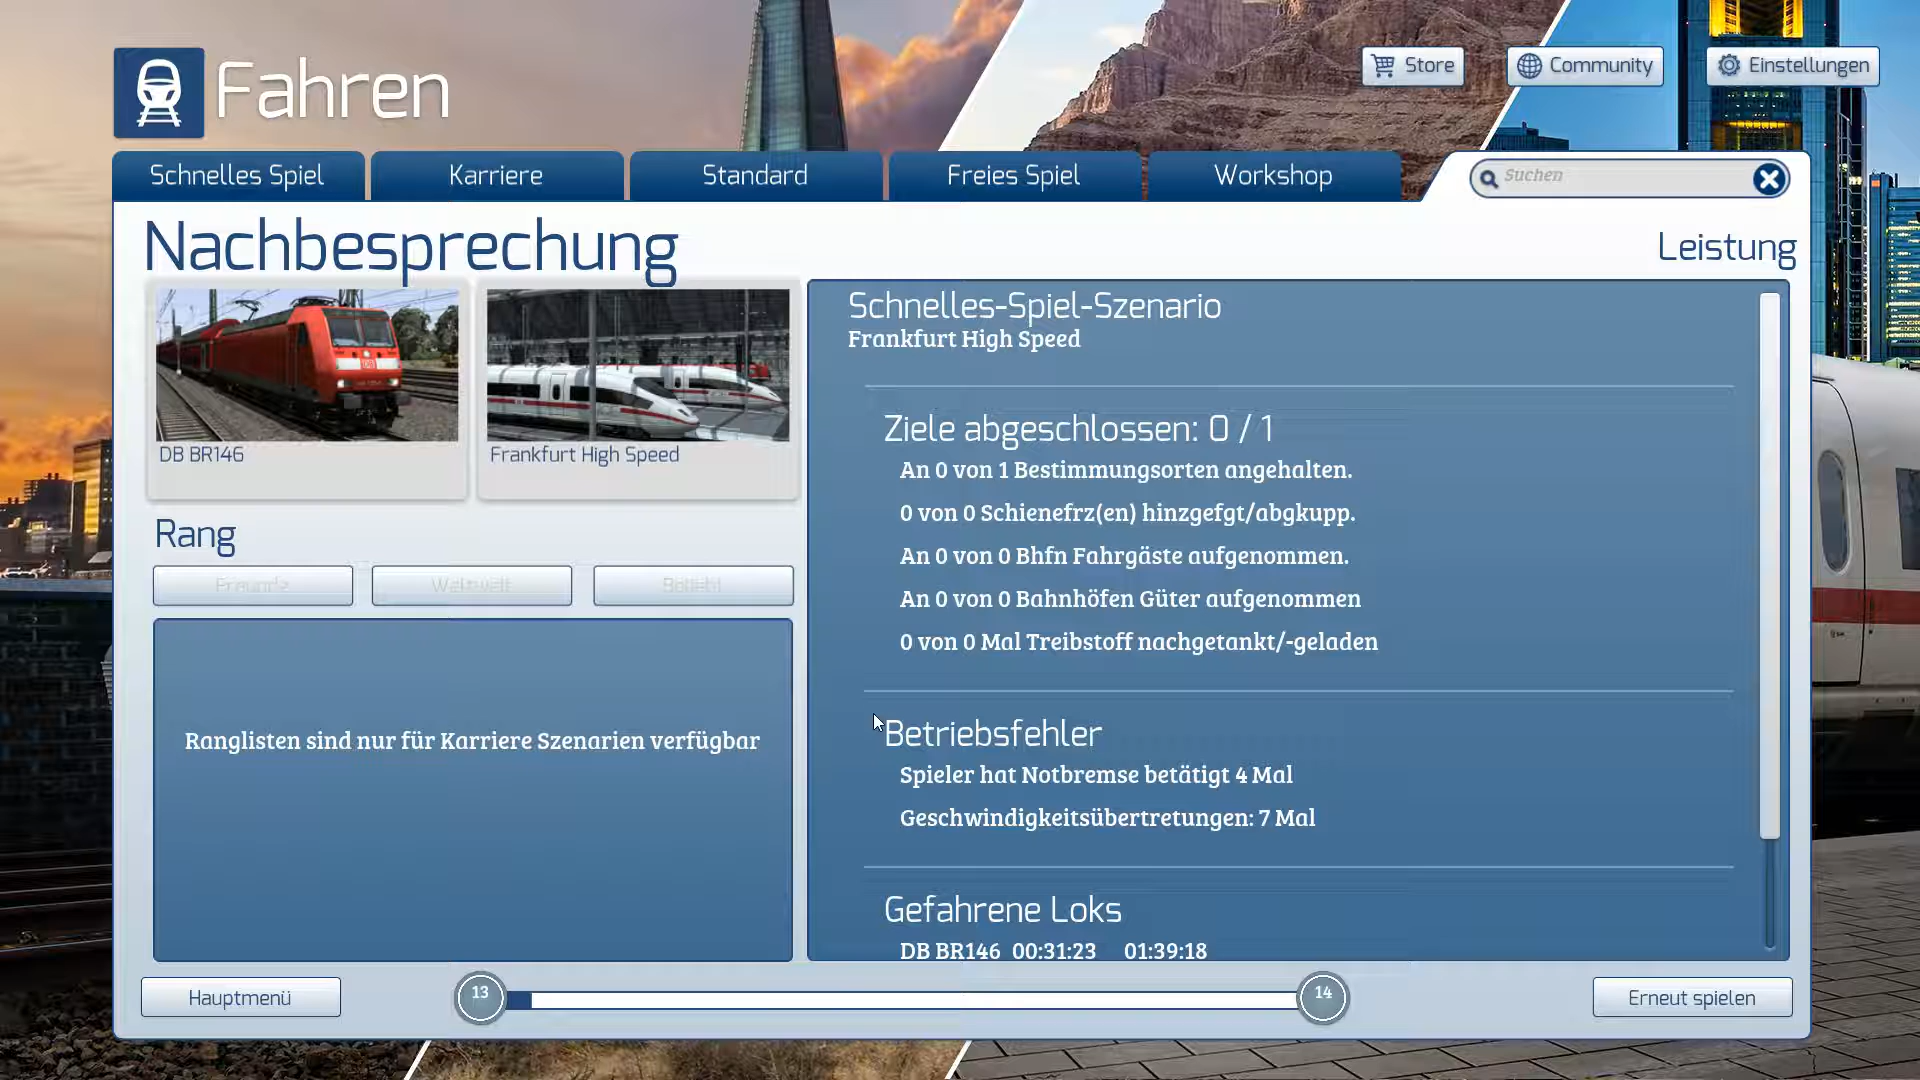 Fahren
Store
Community
Einstellungen
Schnelles Spiel
Karriere
Standard
Freies Spiel
Workshop
Suchen
Nachbesprechung
Leistung
DB BR146
Frankfurt High Speed
Rang
Freunde
Weltweit
Beliebt
Ranglisten sind nur für Karriere Szenarien verfügbar
Schnelles-Spiel-Szenario
Frankfurt High Speed
Ziele abgeschlossen: 0 / 1
An 0 von 1 Bestimmungsorten angehalten.
0 von 0 Schienefrz(en) hinzgefgt/abgkupp.
An 0 von 0 Bhfn Fahrgäste aufgenommen.
An 0 von 0 Bahnhöfen Güter aufgenommen
0 von 0 Mal Treibstoff nachgetankt/-geladen
Betriebsfehler
Spieler hat Notbremse betätigt 4 Mal
Geschwindigkeitsübertretungen: 7 Mal
Gefahrene Loks
DB BR146 00:31:23 01:39:18
Hauptmenü
13
14
Erneut spielen